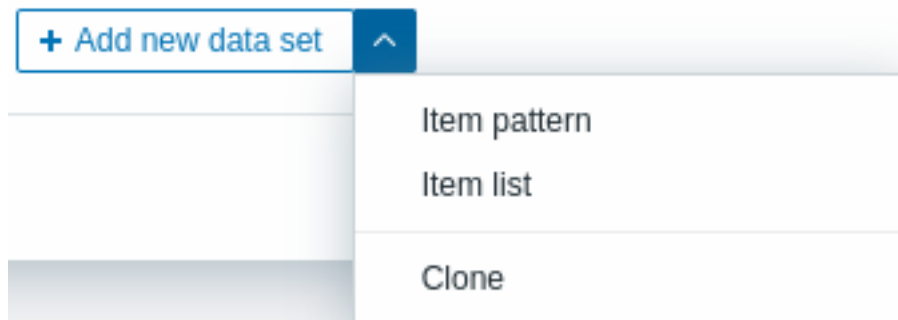 + Add new data set
Item pattern
Item list
Clone